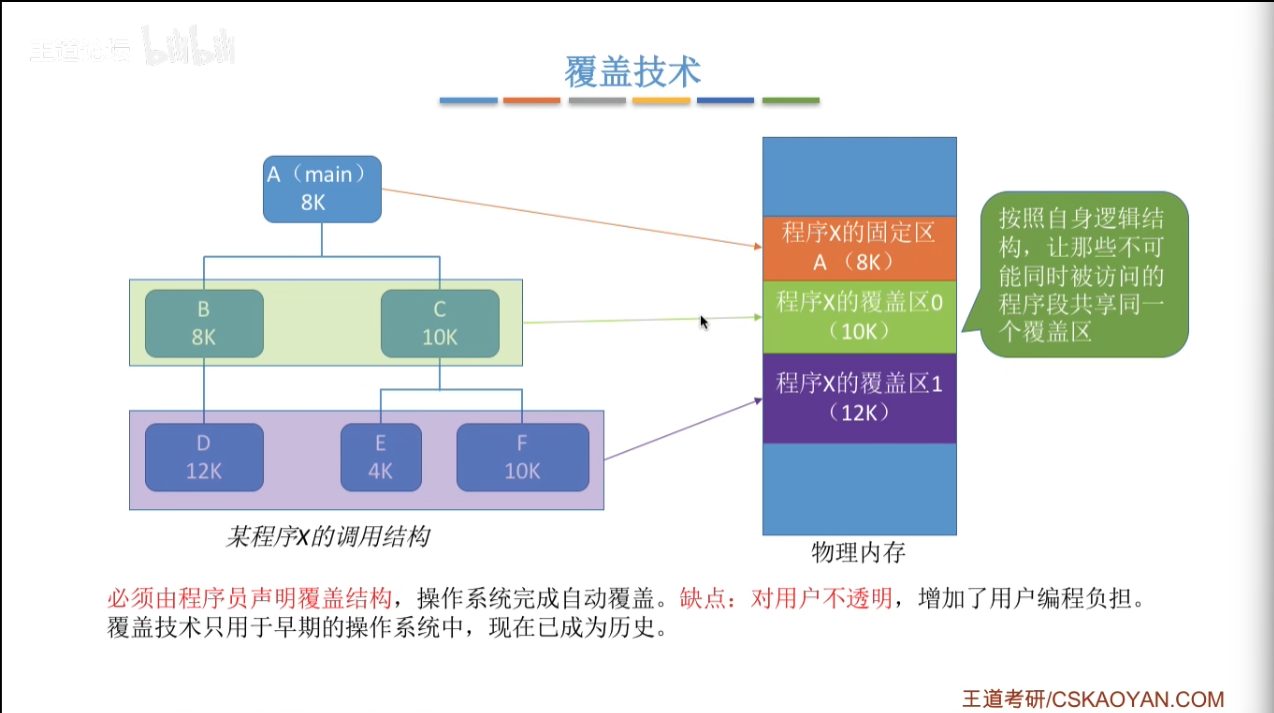 王道论坛 bilibili
覆盖技术
A（main）
8K
B
8K
C
10K
D
12K
E
4K
F
10K
某程序X的调用结构
程序X的固定区
A （8K）
程序X的覆盖区0
（10K）
程序X的覆盖区1
（12K）
物理内存
按照自身逻辑结
构，让那些不可
能同时被访问的
程序段共享同一
个覆盖区
必须由程序员声明覆盖结构，操作系统完成自动覆盖。缺点：对用户不透明，增加了用户编程负担。
覆盖技术只用于早期的操作系统中，现在已成为历史。
王道考研/CSKAOYAN.COM